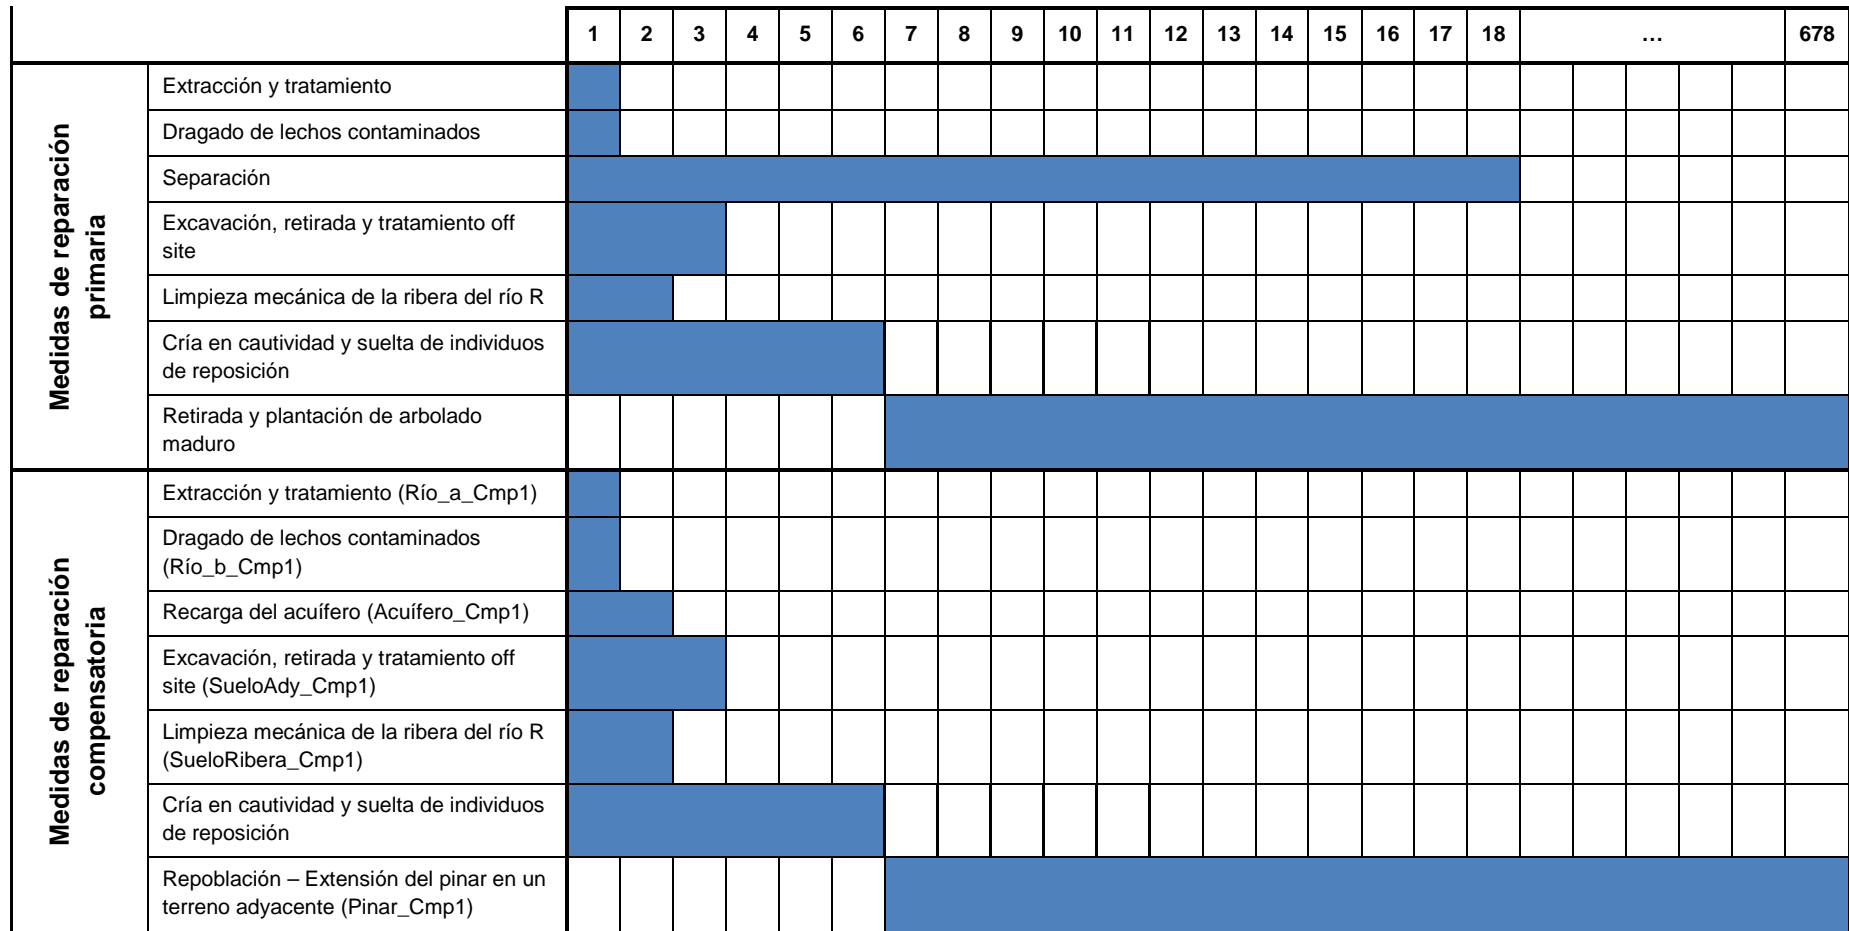 1 2 3 4 5 6 7 8 9 10 11 12 13 14 15 16 17 18 … 678
Medidas de reparación
primaria
Extracción y tratamiento
Dragado de lechos contaminados
Separación
Excavación, retirada y tratamiento off
site
Limpieza mecánica de la ribera del río R
Cría en cautividad y suelta de individuos
de reposición
Retirada y plantación de arbolado
maduro
Medidas de reparación
compensatoria
Extracción y tratamiento (Río_a_Cmp1)
Dragado de lechos contaminados
(Río_b_Cmp1)
Recarga del acuífero (Acuífero_Cmp1)
Excavación, retirada y tratamiento off
site (SueloAdy_Cmp1)
Limpieza mecánica de la ribera del río R
(SueloRibera_Cmp1)
Cría en cautividad y suelta de individuos
de reposición
Repoblación – Extensión del pinar en un
terreno adyacente (Pinar_Cmp1)